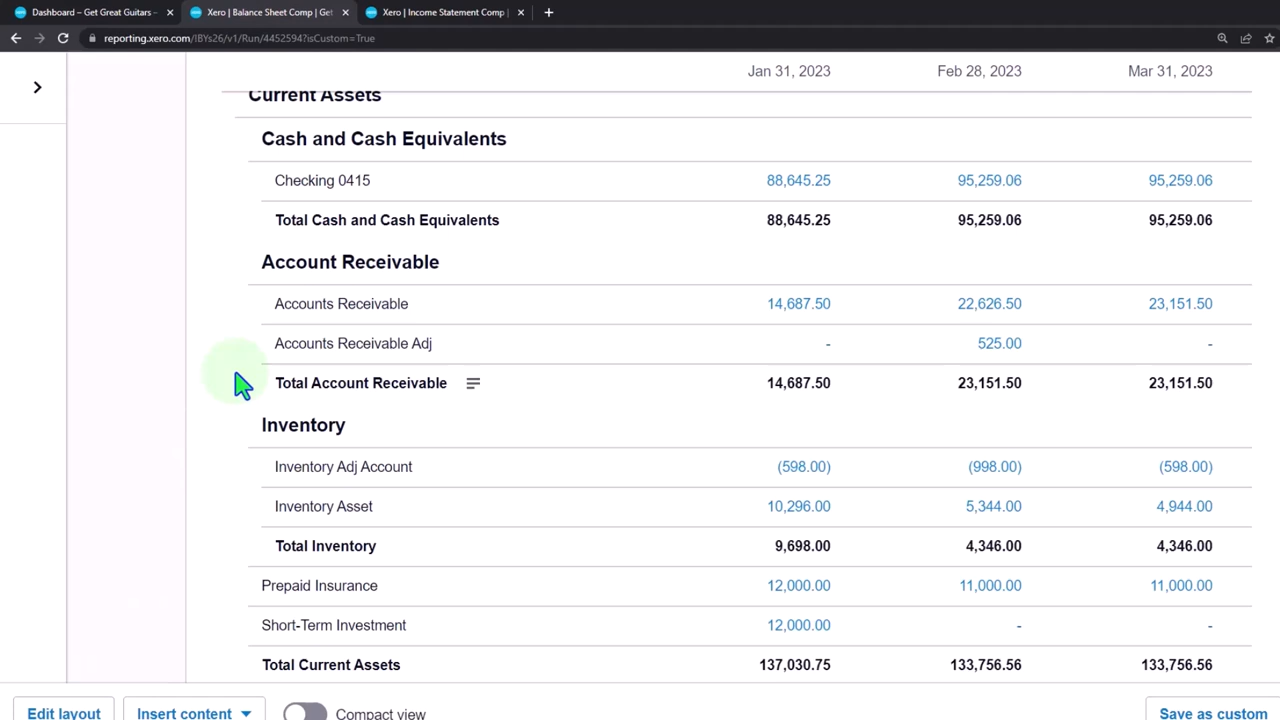 Dashboard – Get Great Guitars – Xero | Balance Sheet Comp | Get Xero | Income Statement Comp |
reporting.xero.com/!BYs26/v1/Run/4452594?isCustom=True
Jan 31, 2023 Feb 28, 2023 Mar 31, 2023
Current Assets
Cash and Cash Equivalents
Checking 0415 88,645.25 95,259.06 95,259.06
Total Cash and Cash Equivalents 88,645.25 95,259.06 95,259.06
Account Receivable
Accounts Receivable 14,687.50 22,626.50 23,151.50
Accounts Receivable Adj - 525.00 -
Total Account Receivable 14,687.50 23,151.50 23,151.50
Inventory
Inventory Adj Account (598.00) (998.00) (598.00)
Inventory Asset 10,296.00 5,344.00 4,944.00
Total Inventory 9,698.00 4,346.00 4,346.00
Prepaid Insurance 12,000.00 11,000.00 11,000.00
Short-Term Investment 12,000.00 - -
Total Current Assets 137,030.75 133,756.56 133,756.56
Edit layout Insert content Compact view Save as custom